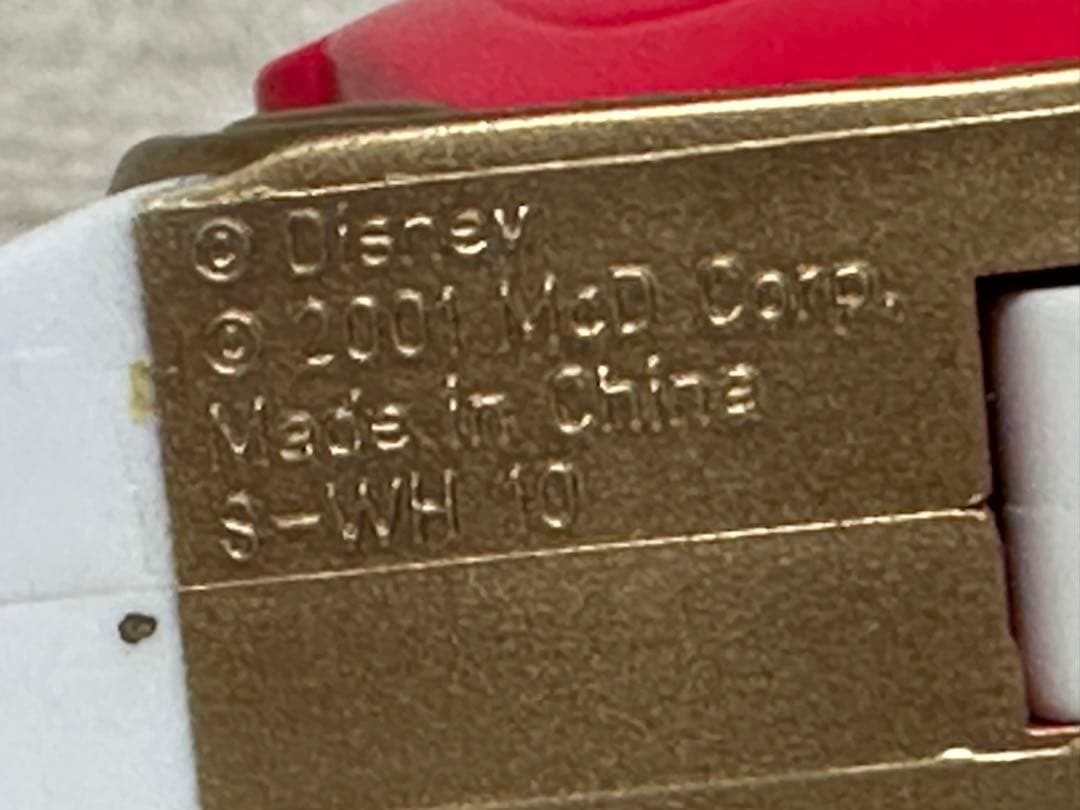 © Disney
© 2001 McD Corp.
Made in China
S-WH 10